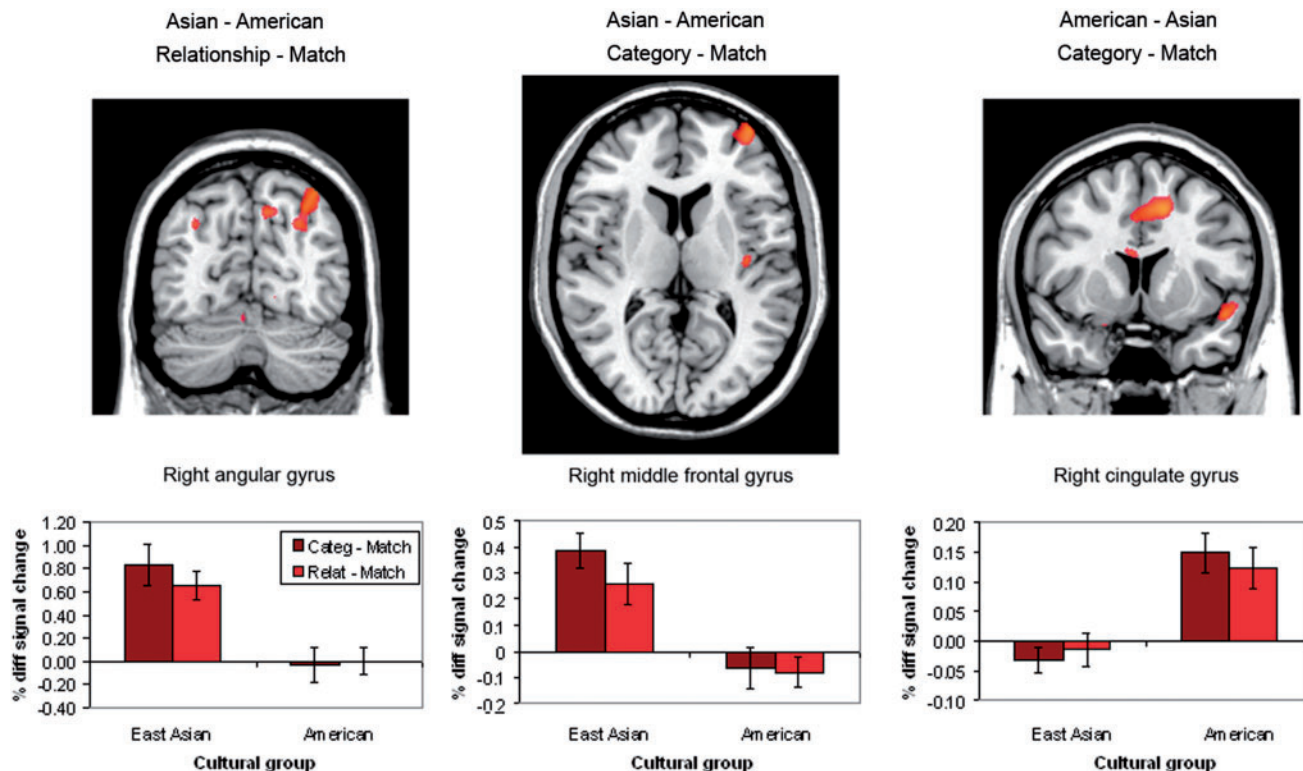 Asian - American
Relationship - Match
Asian - American
Category - Match
American - Asian
Category - Match
Right angular gyrus
Right middle frontal gyrus
Right cingulate gyrus
% diff signal change
1.20
1.00
0.80
0.60
0.40
0.20
0.00
-0.20
-0.40
Categ - Match
Relat - Match
East Asian
American
Cultural group
% diff signal change
0.5
0.4
0.3
0.2
0.1
0
-0.1
-0.2
East Asian
American
Cultural group
% diff signal change
0.20
0.15
0.10
0.05
0.00
-0.05
-0.10
East Asian
American
Cultural group